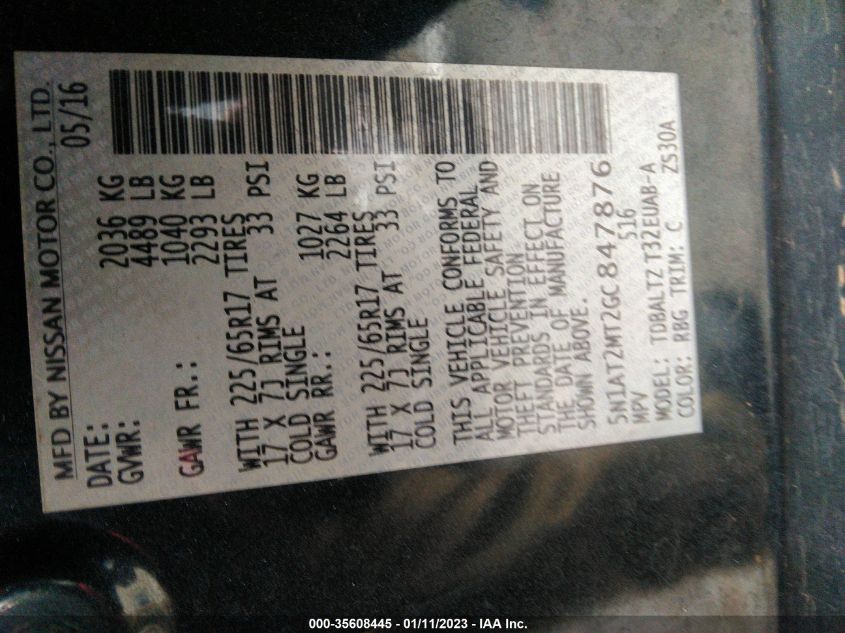 MFD BY NISSAN MOTOR CO., LTD.
DATE: 05/16
GVWR: 2036 KG
4489 LB
GAWR FR.: 1040 KG
2293 LB
WITH 225/65R17 TIRES
17 X 7J RIMS AT 33 PSI
COLD SINGLE
GAWR RR.: 1027 KG
2264 LB
WITH 225/65R17 TIRES
17 X 7J RIMS AT 33 PSI
COLD SINGLE
THIS VEHICLE CONFORMS TO
ALL APPLICABLE FEDERAL
MOTOR VEHICLE SAFETY AND
THEFT PREVENTION
STANDARDS IN EFFECT ON
THE DATE OF MANUFACTURE
SHOWN ABOVE.
5N1AT2MT2GC847876
MPV 516
MODEL: TDBALTZ T32EUAB-A
COLOR: RBG TRIM: C ZS30A
000-35608445 - 01/11/2023 - IAA Inc.